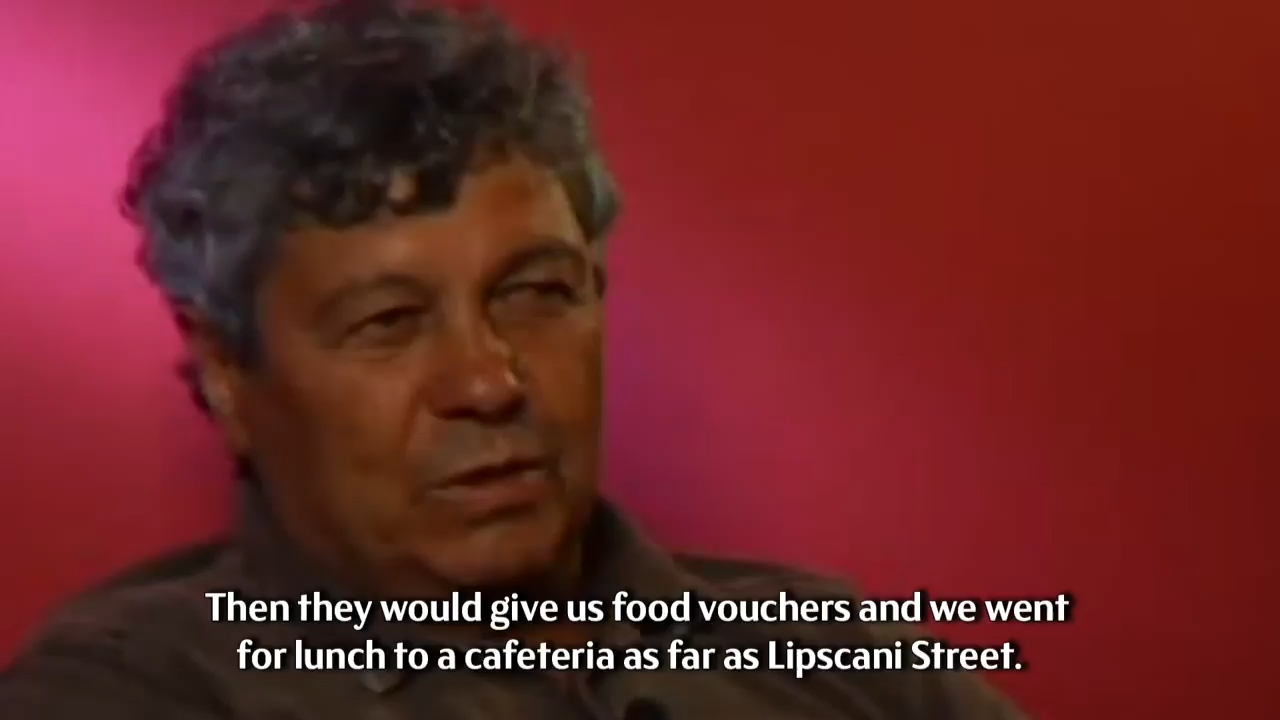 Then they would give us food vouchers and we went
for lunch to a cafeteria as far as Lipscani Street.